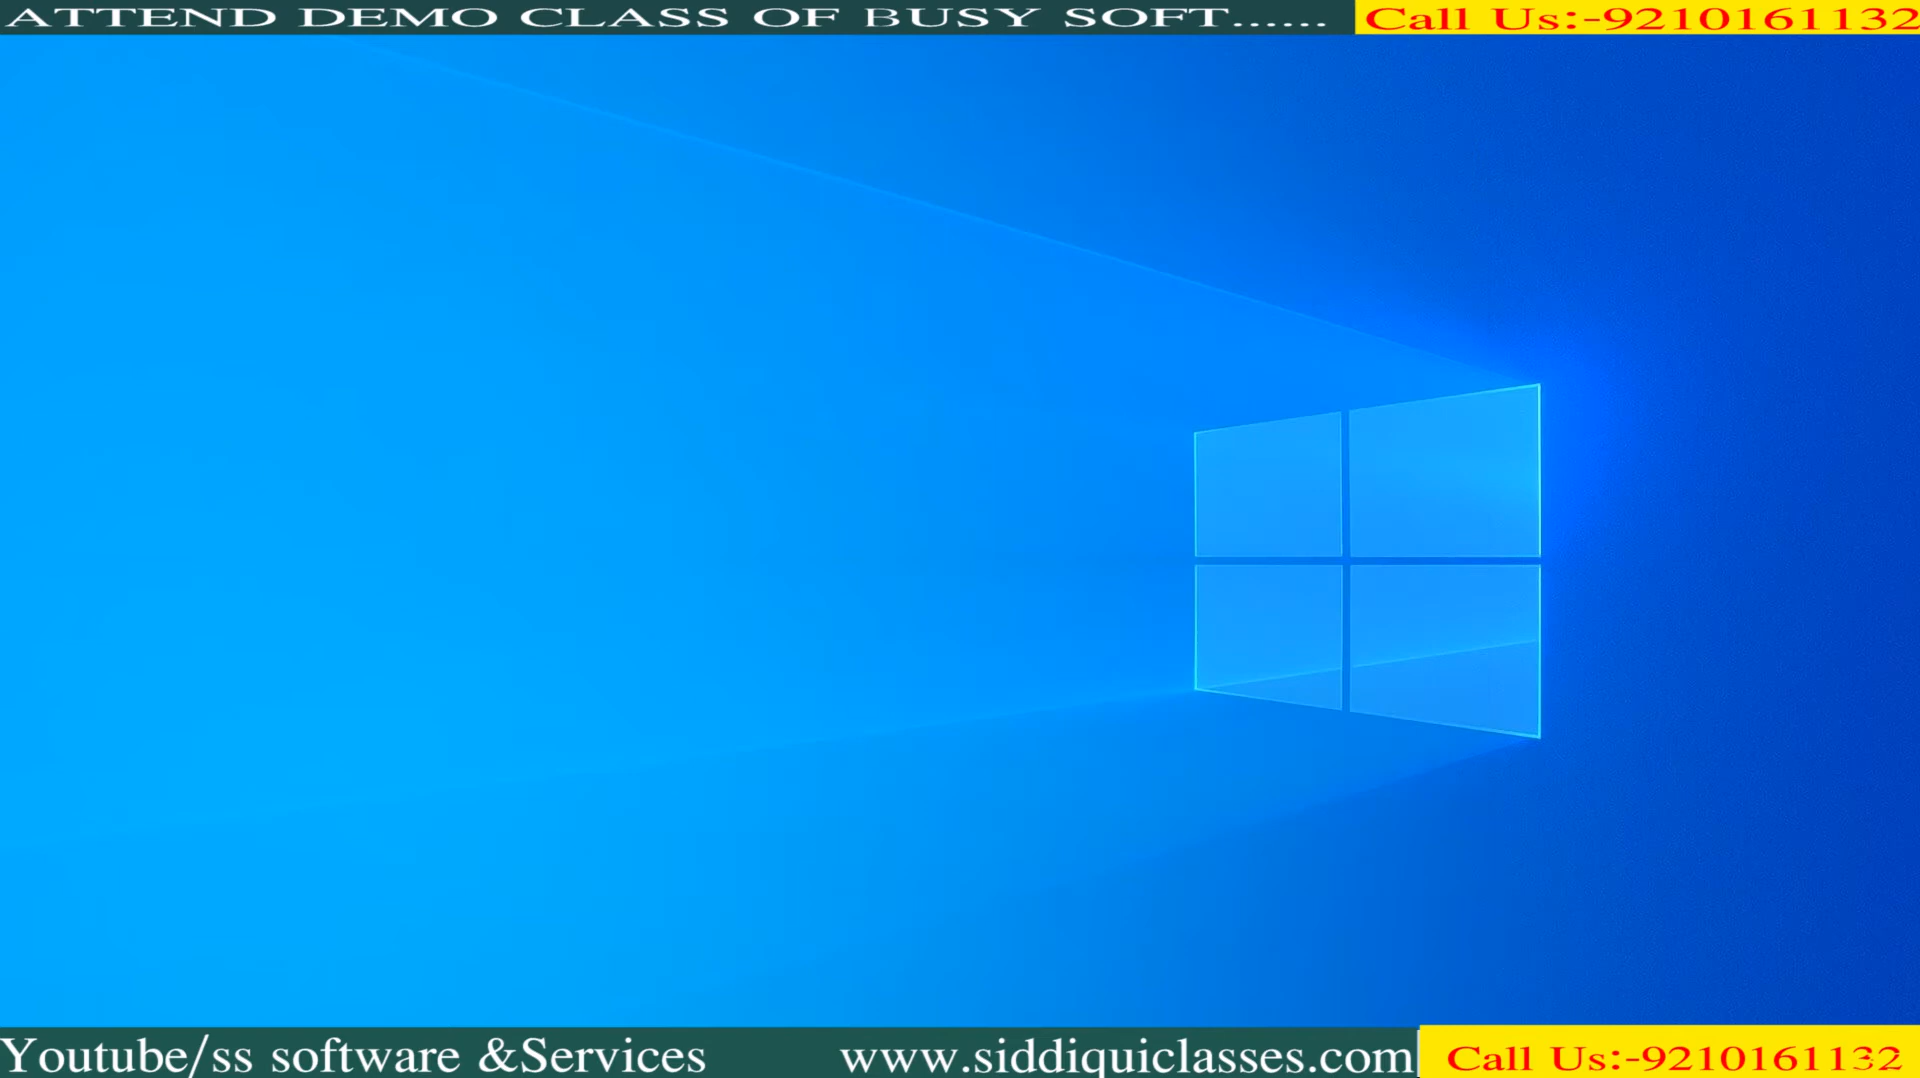 ATTEND DEMO CLASS OF BUSY SOFT...... Call Us:-9210161132
Youtube/ss software &Services www.siddiquiclasses.com Call Us:-9210161132